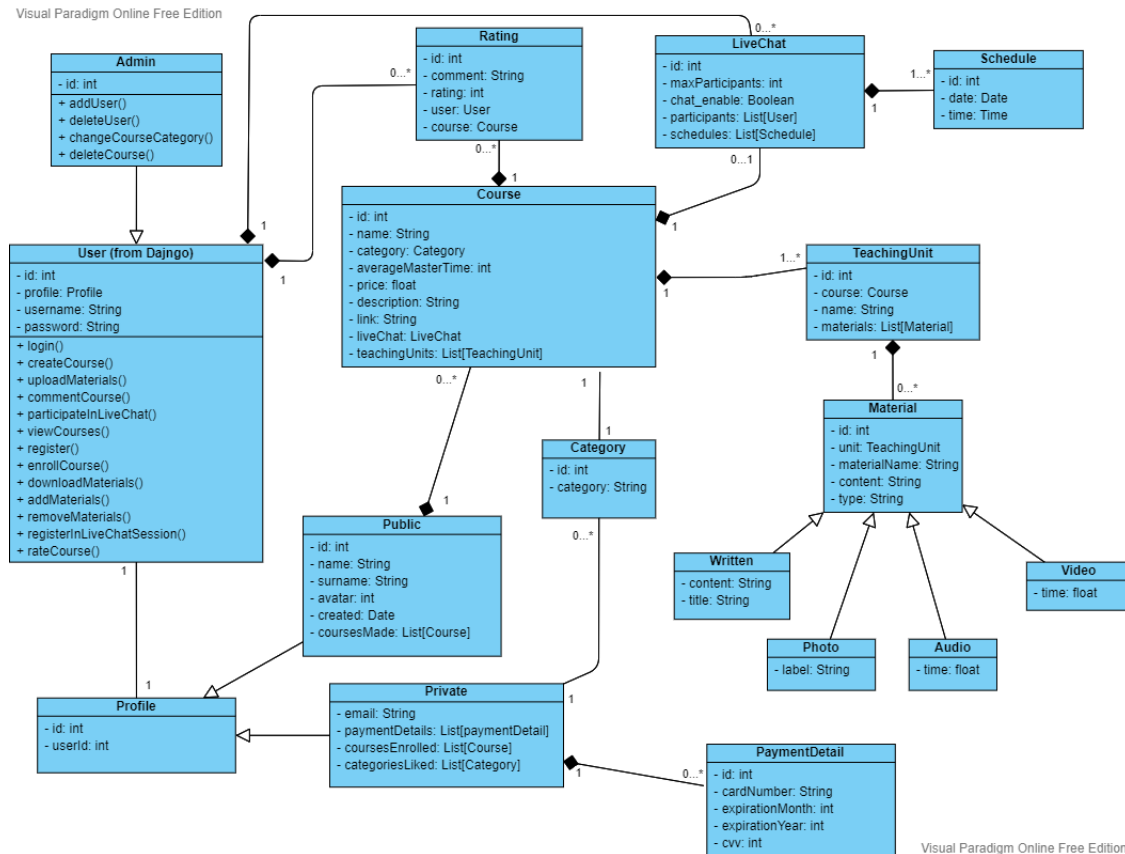 Visual Paradigm Online Free Edition
Admin
- id: int
+ addUser()
+ deleteUser()
+ changeCourseCategory()
+ deleteCourse()
Rating
- id: int
- comment: String
- rating: int
- user: User
- course: Course
LiveChat
- id: int
- maxParticipants: int
- chat_enable: Boolean
- participants: List[User]
- schedules: List[Schedule]
Schedule
- id: int
- date: Date
- time: Time
0...*
0...*
1...*
1
0...*
1
0...1
1
1
1
User (from Dajngo)
- id: int
- profile: Profile
- username: String
- password: String
+ login()
+ createCourse()
+ uploadMaterials()
+ commentCourse()
+ participateInLiveChat()
+ viewCourses()
+ register()
+ enrollCourse()
+ downloadMaterials()
+ addMaterials()
+ removeMaterials()
+ registerInLiveChatSession()
+ rateCourse()
Course
- id: int
- name: String
- category: Category
- averageMasterTime: int
- price: float
- description: String
- link: String
- liveChat: LiveChat
- teachingUnits: List[TeachingUnit]
1
1...*
TeachingUnit
- id: int
- course: Course
- name: String
- materials: List[Material]
1
0...*
0...*
1
1
1
Category
- id: int
- category: String
0...*
Material
- id: int
- unit: TeachingUnit
- materialName: String
- content: String
- type: String
Public
- id: int
- name: String
- surname: String
- avatar: int
- created: Date
- coursesMade: List[Course]
Written
- content: String
- title: String
Video
- time: float
Photo
- label: String
Audio
- time: float
1
1
Profile
- id: int
- userId: int
Private
- email: String
- paymentDetails: List[paymentDetail]
- coursesEnrolled: List[Course]
- categoriesLiked: List[Category]
1
1
0...*
PaymentDetail
- id: int
- cardNumber: String
- expirationMonth: int
- expirationYear: int
- cvv: int
Visual Paradigm Online Free Edition